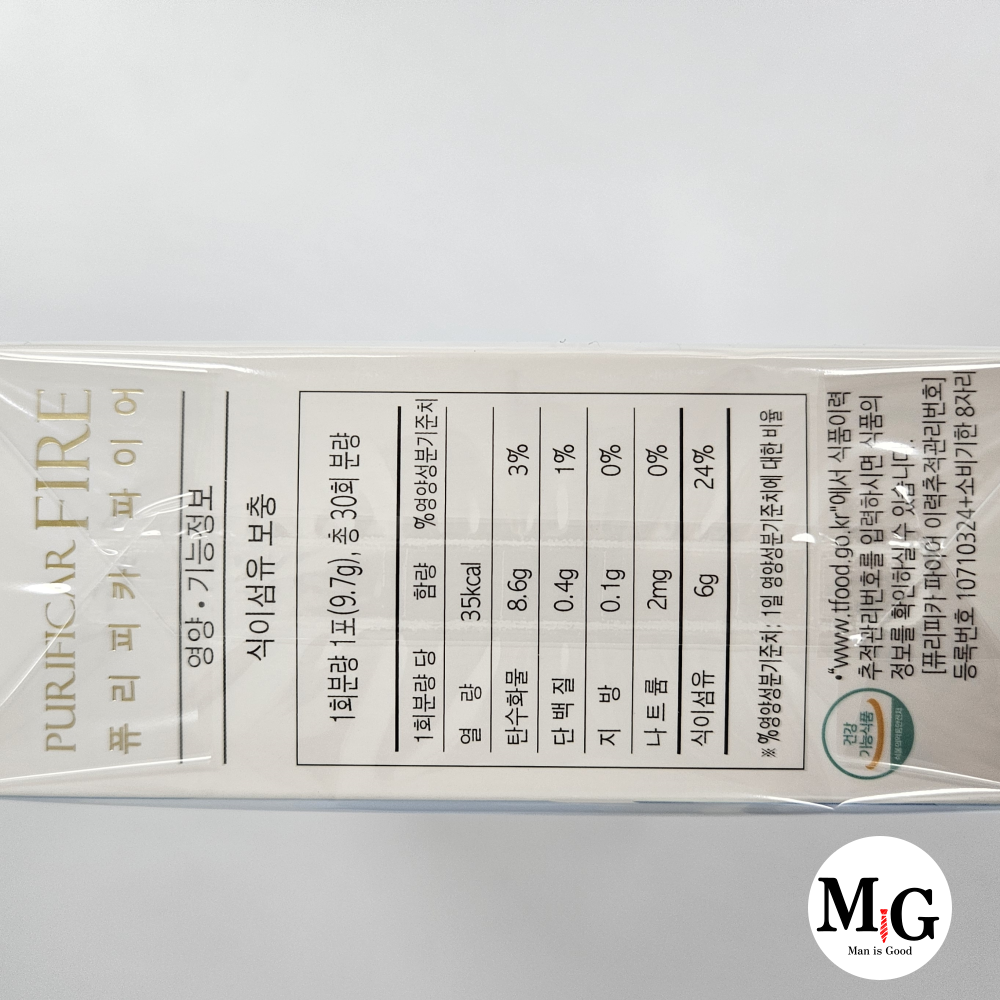 PURIFICAR FIRE
퓨리피카 파이어
영양·기능정보
식이섬유 보충
1회분량 1포(9.7g), 총 30회 분량
1회분량 당 함량 %영양성분기준치
열 량 35kcal
탄수화물 8.6g 3%
단 백 질 0.4g 1%
지 방 0.1g 0%
나 트 륨 2mg 0%
식이섬유 6g 24%
※%영양성분기준치: 1일 영양성분기준치에 대한 비율
•"www.tfood.go.kr"에서 식품이력
추적관리번호를 입력하시면 식품의
정보를 확인하실 수 있습니다.
[퓨리피카 파이어 이력추적관리번호]
등록번호 10710324+소비기한 8자리
건강
기능식품
식품의약품안전처
MiG
Man is Good